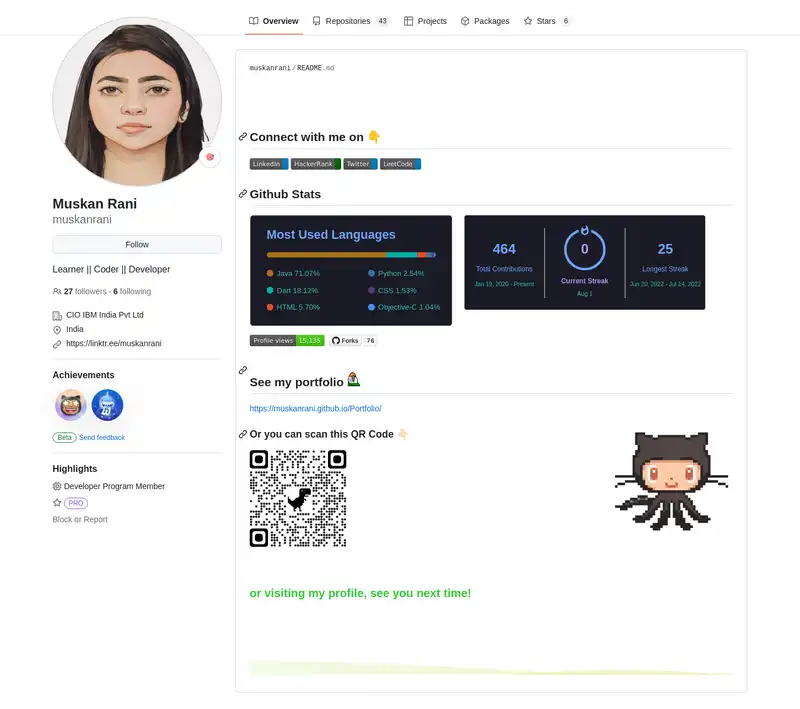 Overview
Repositories 43
Projects
Packages
Stars 6
muskanrani / README.md
Connect with me on
LinkedIn
HackerRank
Twitter
LeetCode
Github Stats
Most Used Languages
Java 71.07%
Python 2.54%
Dart 18.12%
CSS 1.53%
HTML 5.70%
Objective-C 1.04%
464
Total Contributions
Jan 19, 2020 - Present
0
Current Streak
Aug 1
25
Longest Streak
Jun 20, 2022 - Jul 14, 2022
Profile views 15,135
Forks 76
See my portfolio
https://muskanrani.github.io/Portfolio/
Or you can scan this QR Code
or visiting my profile, see you next time!
Muskan Rani
muskanrani
Follow
Learner || Coder || Developer
27 followers · 6 following
CIO IBM India Pvt Ltd
India
https://linktr.ee/muskanrani
Achievements
Beta Send feedback
Highlights
Developer Program Member
PRO
Block or Report